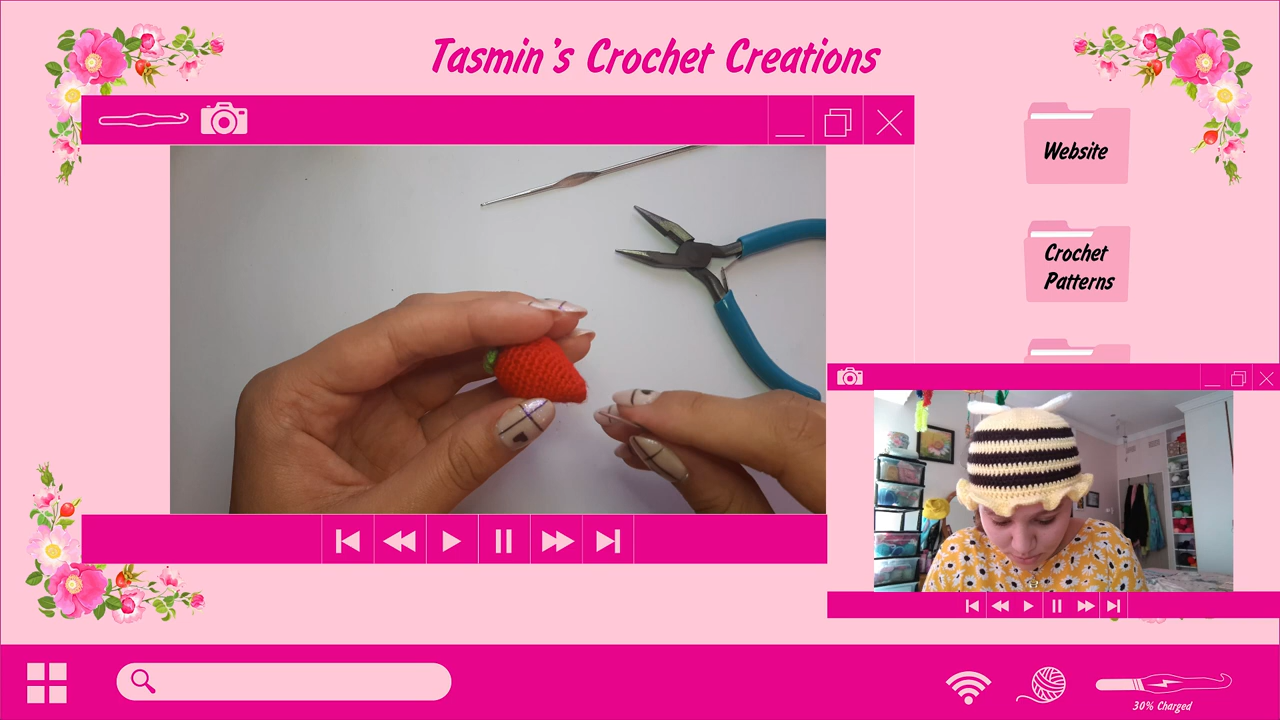 Tasmin's Crochet Creations
Website
Crochet
Patterns
30% Charged